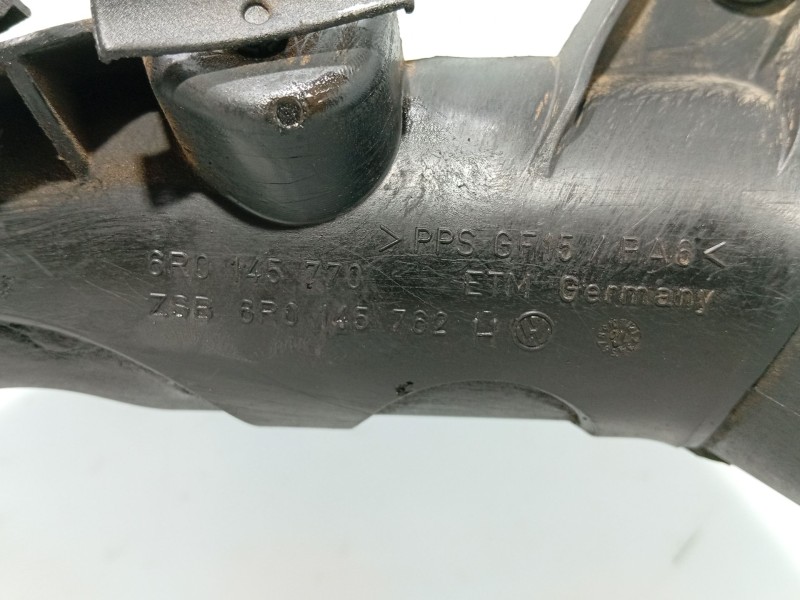 > PPS GF15 / PA6 <
6R0 145 770 ETM Germany
ZSB 6R0 145 762 H